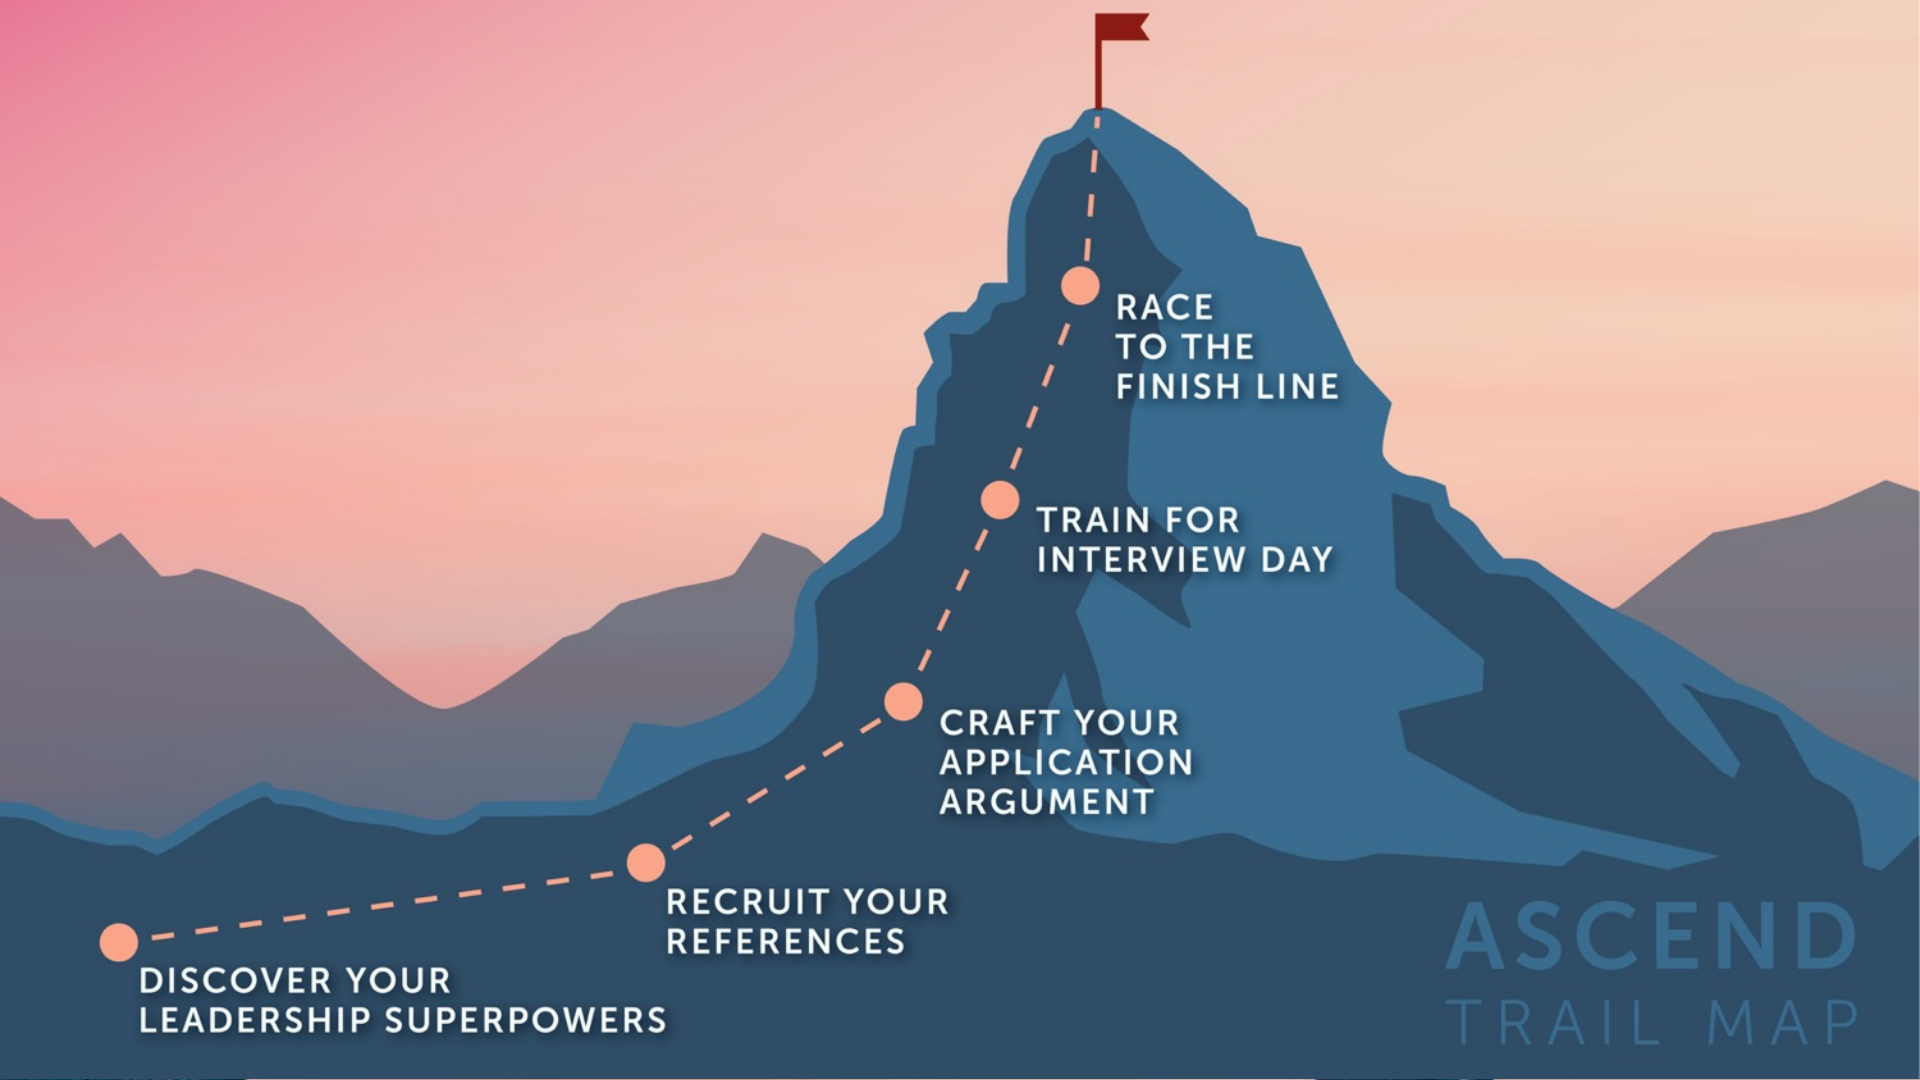 RACE
TO THE
FINISH LINE
TRAIN FOR
INTERVIEW DAY
CRAFT YOUR
APPLICATION
ARGUMENT
RECRUIT YOUR
REFERENCES
DISCOVER YOUR
LEADERSHIP SUPERPOWERS
ASCEND
TRAIL MAP